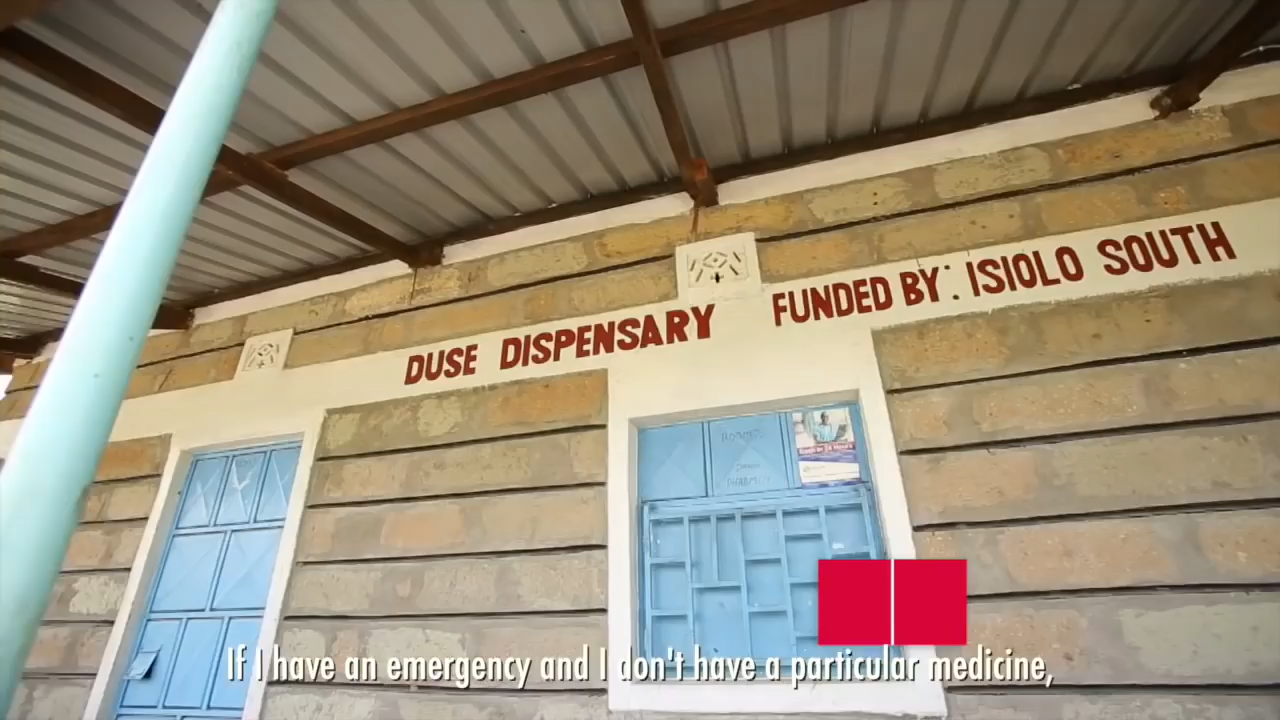 DUSE DISPENSARY FUNDED BY: ISIOLO SOUTH
If I have an emergency and I don't have a particular medicine,